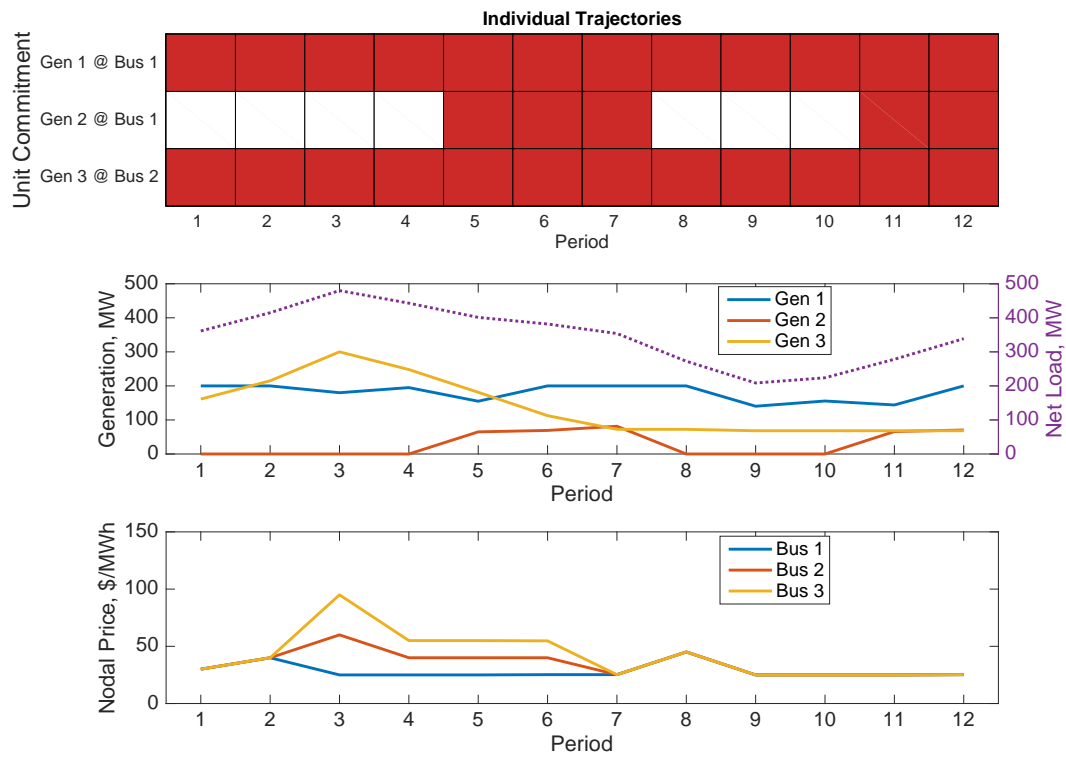 Individual Trajectories
Unit Commitment
Gen 1 @ Bus 1
Gen 2 @ Bus 1
Gen 3 @ Bus 2
1 2 3 4 5 6 7 8 9 10 11 12
Period
Generation, MW
500
400
300
200
100
0
Gen 1
Gen 2
Gen 3
500
400
300
200
100
0
Net Load, MW
1 2 3 4 5 6 7 8 9 10 11 12
Period
Nodal Price, $/MWh
150
100
50
0
Bus 1
Bus 2
Bus 3
1 2 3 4 5 6 7 8 9 10 11 12
Period